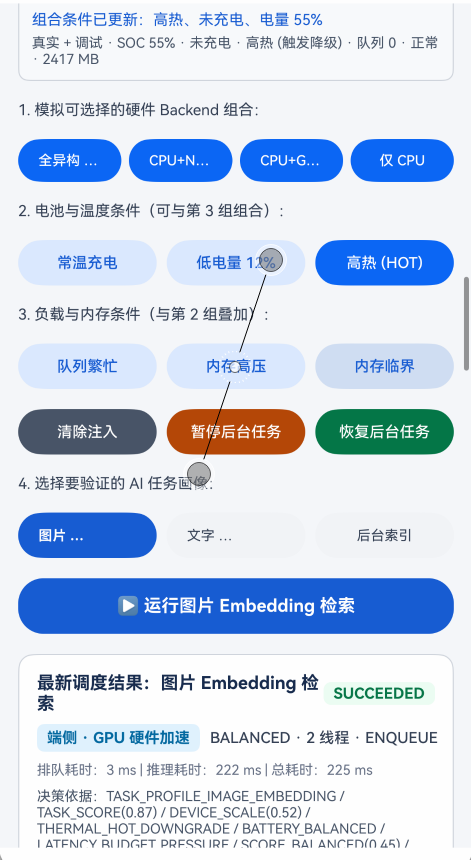 组合条件已更新：高热、未充电、电量 55%
真实 + 调试 · SOC 55% · 未充电 · 高热 (触发降级) · 队列 0 · 正常
· 2417 MB
1. 模拟可选择的硬件 Backend 组合：
全异构 ... CPU+N... CPU+G... 仅 CPU
2. 电池与温度条件（可与第 3 组组合）：
常温充电 低电量 12% 高热 (HOT)
3. 负载与内存条件（与第 2 组叠加）：
队列繁忙 内存高压 内存临界
清除注入 暂停后台任务 恢复后台任务
4. 选择要验证的 AI 任务画像：
图片 ... 文字 ... 后台索引
运行图片 Embedding 检索
最新调度结果：图片 Embedding 检
索
SUCCEEDED
端侧 · GPU 硬件加速 BALANCED · 2 线程 · ENQUEUE
排队耗时：3 ms | 推理耗时：222 ms | 总耗时：225 ms
决策依据：TASK_PROFILE_IMAGE_EMBEDDING /
TASK_SCORE(0.87) / DEVICE_SCALE(0.52) /
THERMAL_HOT_DOWNGRADE / BATTERY_BALANCED /
LATENCY_BUDGET_PRESSURE / SCORE_BALANCED(0.45) /